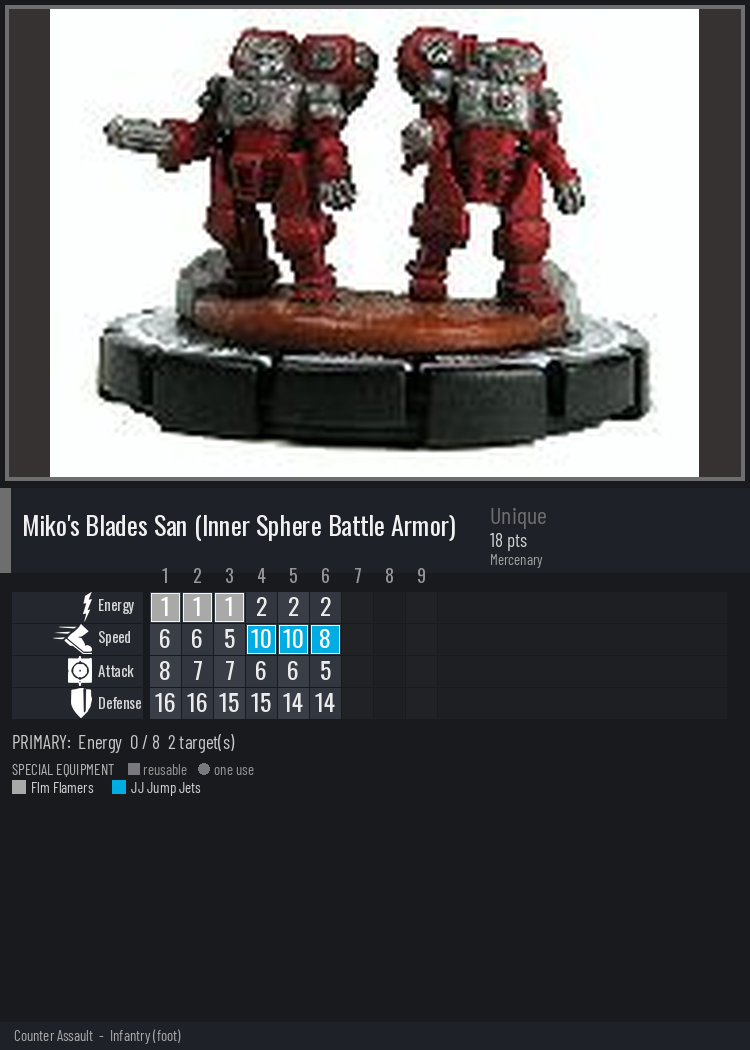 Miko's Blades San (Inner Sphere Battle Armor)
Unique
18 pts
Mercenary
1 2 3 4 5 6 7 8 9
Energy 1 1 1 2 2 2
Speed 6 6 5 10 10 8
Attack 8 7 7 6 6 5
Defense 16 16 15 15 14 14
PRIMARY: Energy 0 / 8 2 target(s)
SPECIAL EQUIPMENT reusable one use
Flm Flamers JJ Jump Jets
Counter Assault - Infantry (foot)